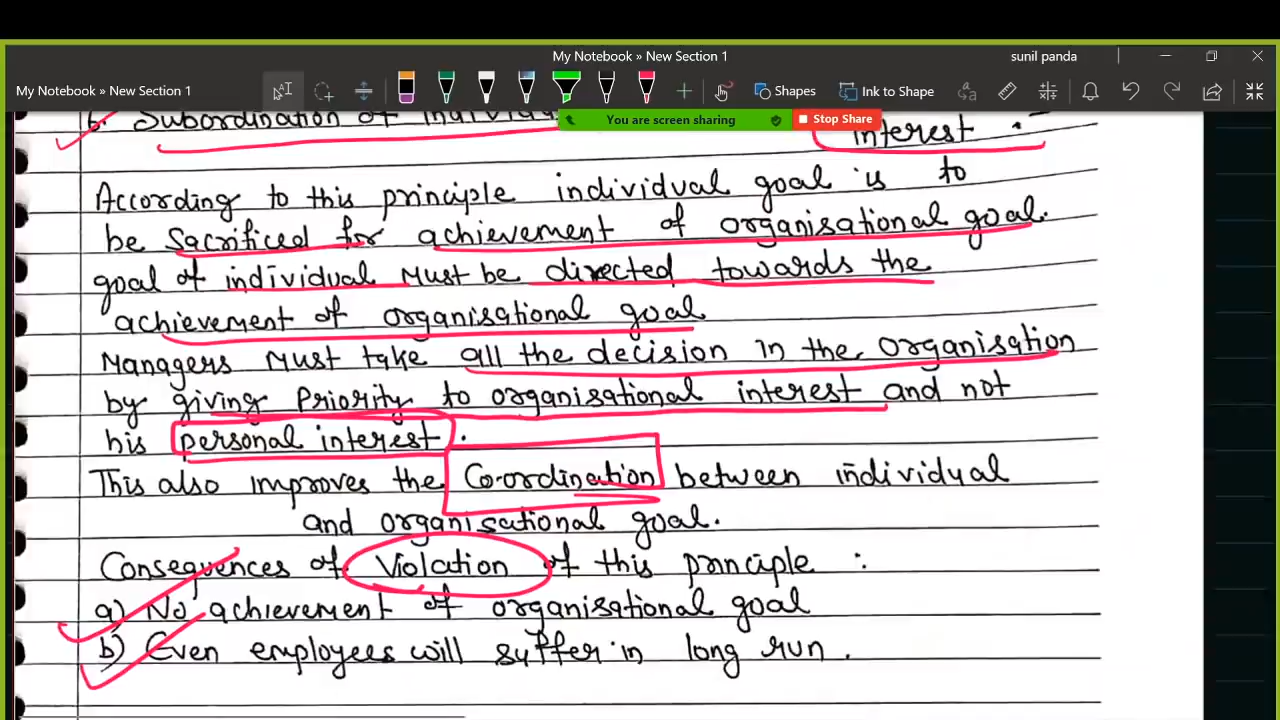 My Notebook » New Section 1
sunil panda
My Notebook » New Section 1
Shapes
Ink to Shape
You are screen sharing
Stop Share
6. Subordination of individu
interest .
According to this principle individual goal is to
be Sacrificed for achievement of organisational goal.
goal of individual Must be directed towards the
achievement of organisational goal
Managers Must take all the decision in the organisation
by giving Priority to organisational interest and not
his personal interest.
This also improves the Co-ordination between individual
and organisational goal.
Consequences of Violation of this principle :
a) No achievement of organisational goal
b) Even employees will suffer in long run.